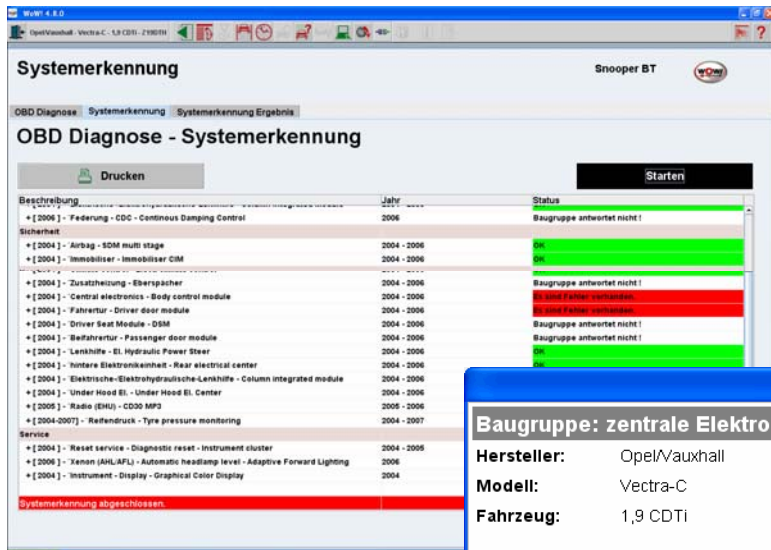 WoW! 4.8.0
Opel/Vauxhall - Vectra-C - 1,9 CDTI - Z19DTH
Systemerkennung
Snooper BT
WOW!
OBD Diagnose Systemerkennung Systemerkennung Ergebnis
OBD Diagnose - Systemerkennung
Drucken
Starten
Beschreibung Jahr Status
+ [ 2006 ] - ¨Federung - CDC - Continous Damping Control 2006 Baugruppe antwortet nicht !
Sicherheit
+ [ 2004 ] - ¨Airbag - SDM multi stage 2004 - 2006 OK
+ [ 2004 ] - ¨Immobiliser - Immobiliser CIM 2004 - 2006 OK
+ [ 2004 ] - ¨Zusatzheizung - Eberspächer 2004 - 2006 Baugruppe antwortet nicht !
+ [ 2004 ] - ¨Central electronics - Body control module 2004 - 2006 Es sind Fehler vorhanden.
+ [ 2004 ] - ¨Fahrertur - Driver door module 2004 - 2006 Es sind Fehler vorhanden.
+ [ 2004 ] - ¨Driver Seat Module - DSM 2004 - 2006 Baugruppe antwortet nicht !
+ [ 2004 ] - ¨Beifahrertür - Passenger door module 2004 - 2006 Baugruppe antwortet nicht !
+ [ 2004 ] - ¨Lenkhilfe - El. Hydraulic Power Steer 2004 - 2006 OK
+ [ 2004 ] - ¨hintere Elektronikeinheit - Rear electrical center 2004 - 2006 OK
+ [ 2004 ] - ¨Elektrische-/Elektrohydraulische-Lenkhilfe - Column integrated module 2004 - 2006
+ [ 2004 ] - ¨Under Hood El. - Under Hood El. Center 2004 - 2006
+ [ 2005 ] - ¨Radio (EHU) - CD30 MP3 2005 - 2006
+ [ 2004-2007] - ¨Reifendruck - Tyre pressure monitoring 2004 - 2007
Service
+ [ 2004 ] - ¨Reset service - Diagnostic reset - Instrument cluster 2004 - 2005
+ [ 2006 ] - ¨Xenon (AHL/AFL) - Automatic headlamp level - Adaptive Forward Lighting 2006
+ [ 2004 ] - ¨Instrument - Display - Graphical Color Display 2004
Systemerkennung abgeschlossen.
Baugruppe: zentrale Elektro
Hersteller: Opel/Vauxhall
Modell: Vectra-C
Fahrzeug: 1,9 CDTi